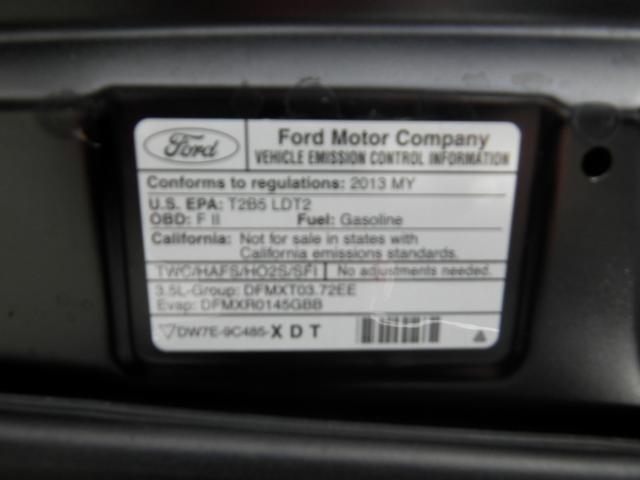 Ford
Ford Motor Company
VEHICLE EMISSION CONTROL INFORMATION
Conforms to regulations: 2013 MY
U.S. EPA: T2B5 LDT2
OBD: F II Fuel: Gasoline
California: Not for sale in states with
California emissions standards.
TWC/HAFS/HO2S/SFI No adjustments needed.
3.5L-Group: DFMXT03.72EE
Evap: DFMXR0145GBB
DW7E-9C485-XDT